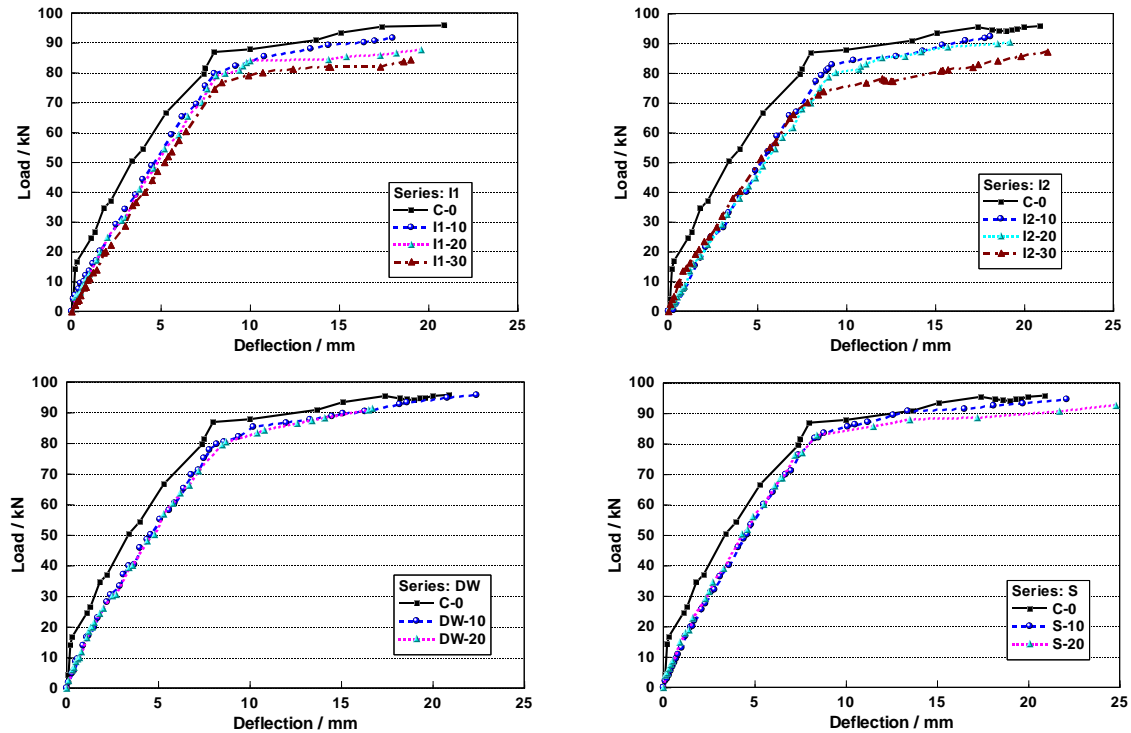 100
90
80
70
60
50
40
30
20
10
0
Load / kN
Series: I1
C-0
I1-10
I1-20
I1-30
0 5 10 15 20 25
Deflection / mm
100
90
80
70
60
50
40
30
20
10
0
Load / kN
Series: I2
C-0
I2-10
I2-20
I2-30
0 5 10 15 20 25
Deflection / mm
100
90
80
70
60
50
40
30
20
10
0
Load / kN
Series: DW
C-0
DW-10
DW-20
0 5 10 15 20 25
Deflection / mm
100
90
80
70
60
50
40
30
20
10
0
Load / kN
Series: S
C-0
S-10
S-20
0 5 10 15 20 25
Deflection / mm